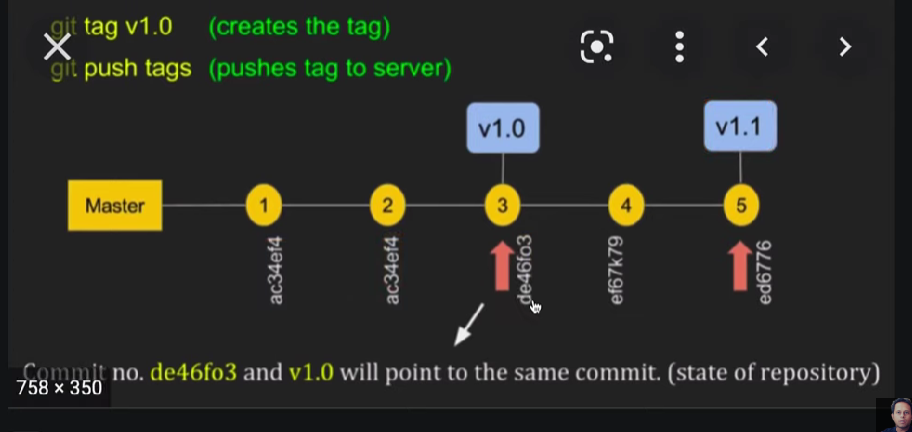 git tag v1.0 (creates the tag)
git push tags (pushes tag to server)
v1.0
v1.1
Master
1
2
3
4
5
ac34ef4
ac34ef4
de46fo3
ef67k79
ed6776
Commit no. de46fo3 and v1.0 will point to the same commit. (state of repository)
758 × 350